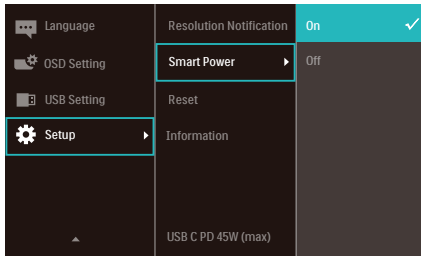 Language
OSD Setting
USB Setting
Setup
Resolution Notification
Smart Power
Reset
Information
USB C PD 45W (max)
On
Off